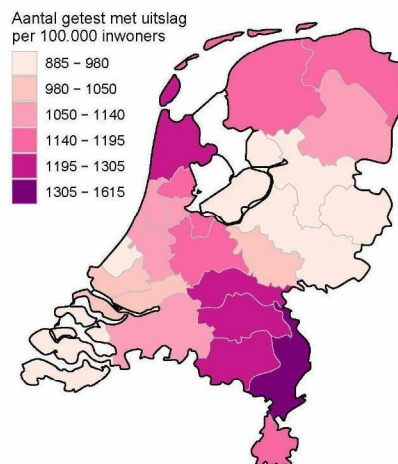 Aantal getest met uitslag
per 100.000 inwoners
885 – 980
980 – 1050
1050 – 1140
1140 – 1195
1195 – 1305
1305 – 1615